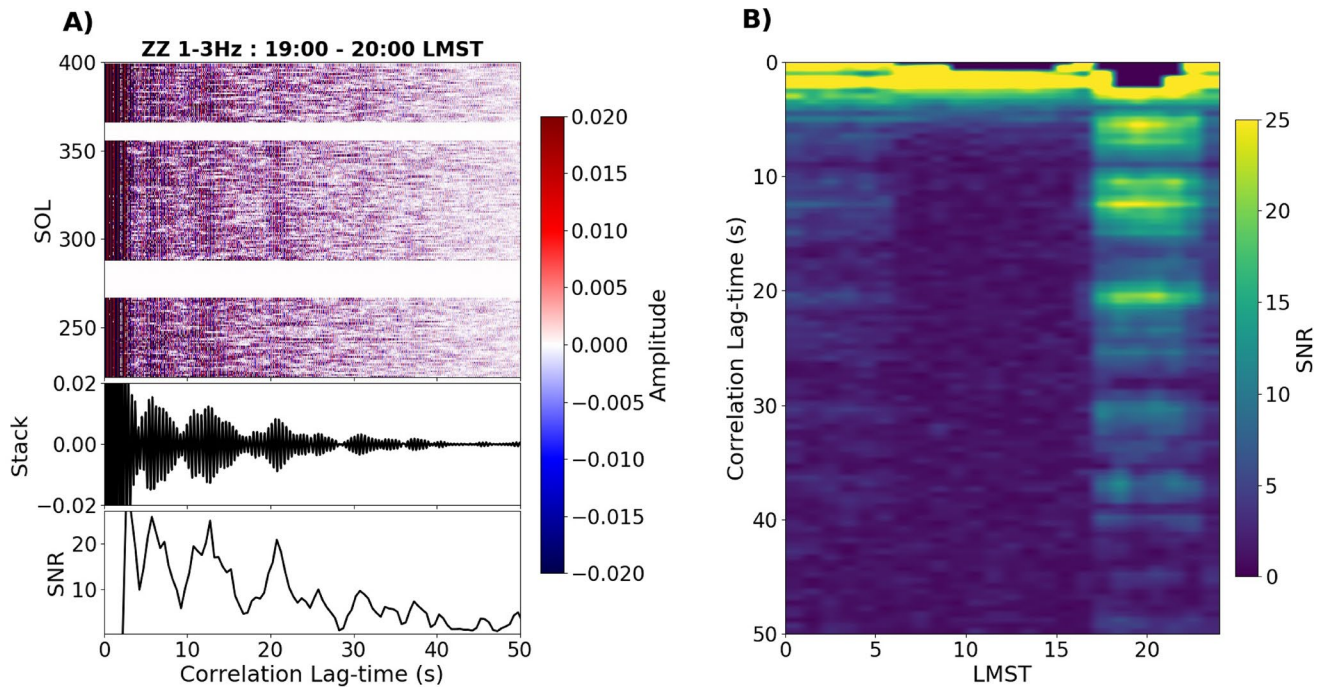 A)
ZZ 1-3Hz : 19:00 - 20:00 LMST
400
350
300
250
SOL
0.02
0.00
−0.02
Stack
20
10
SNR
0 10 20 30 40 50
Correlation Lag-time (s)
0.020
0.015
0.010
0.005
0.000
−0.005
−0.010
−0.015
−0.020
Amplitude
B)
0
10
20
30
40
50
Correlation Lag-time (s)
0 5 10 15 20
LMST
25
20
15
10
5
0
SNR